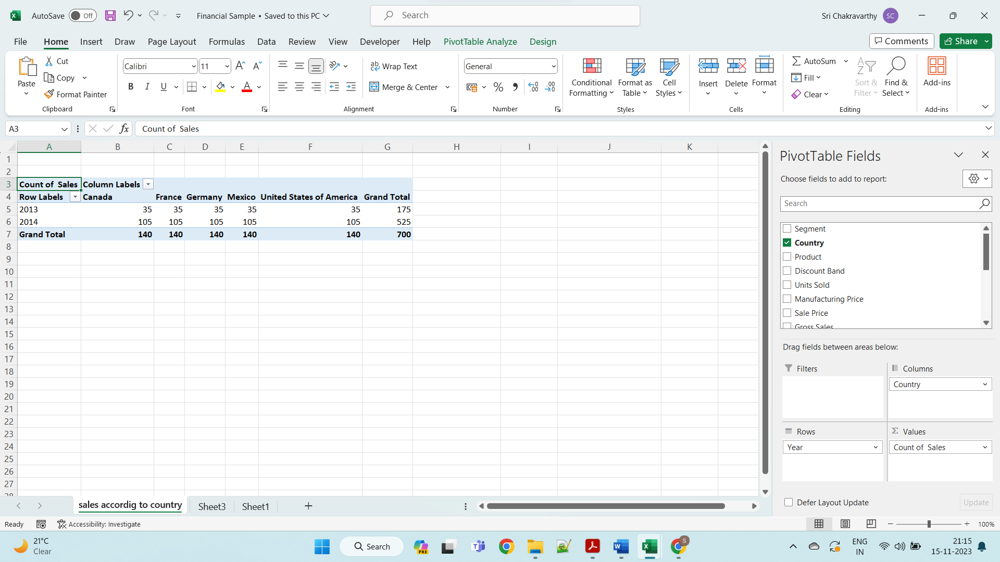 AutoSave Off Financial Sample • Saved to this PC Search Sri Chakravarthy SC
File Home Insert Draw Page Layout Formulas Data Review View Developer Help PivotTable Analyze Design Comments Share
Paste
Cut
Copy
Format Painter
Clipboard
Calibri 11
B I U A
Font
ab Wrap Text
Merge & Center
Alignment
General
% 9
Number
Conditional Formatting
Format as Table
Cell Styles
Styles
Insert Delete Format
Cells
AutoSum
Fill
Clear
Sort & Filter
Find & Select
Editing
Add-ins
Add-ins
A3 fx Count of  Sales
A B C D E F G H I J K
1
2
3 Count of  Sales Column Labels
4 Row Labels Canada France Germany Mexico United States of America Grand Total
5 2013 35 35 35 35 35 175
6 2014 105 105 105 105 105 525
7 Grand Total 140 140 140 140 140 700
8
9
10
11
12
13
14
15
16
17
18
19
20
21
22
23
24
25
26
27
28
PivotTable Fields
Choose fields to add to report:
Search
Segment
Country
Product
Discount Band
Units Sold
Manufacturing Price
Sale Price
Gross Sales
Drag fields between areas below:
Filters Columns
Country
Rows Values
Year Count of  Sales
Defer Layout Update Update
sales accordig to country Sheet3 Sheet1
Ready Accessibility: Investigate 100%
21°C
Clear
Search
PRE
ENG
IN
21:15
15-11-2023